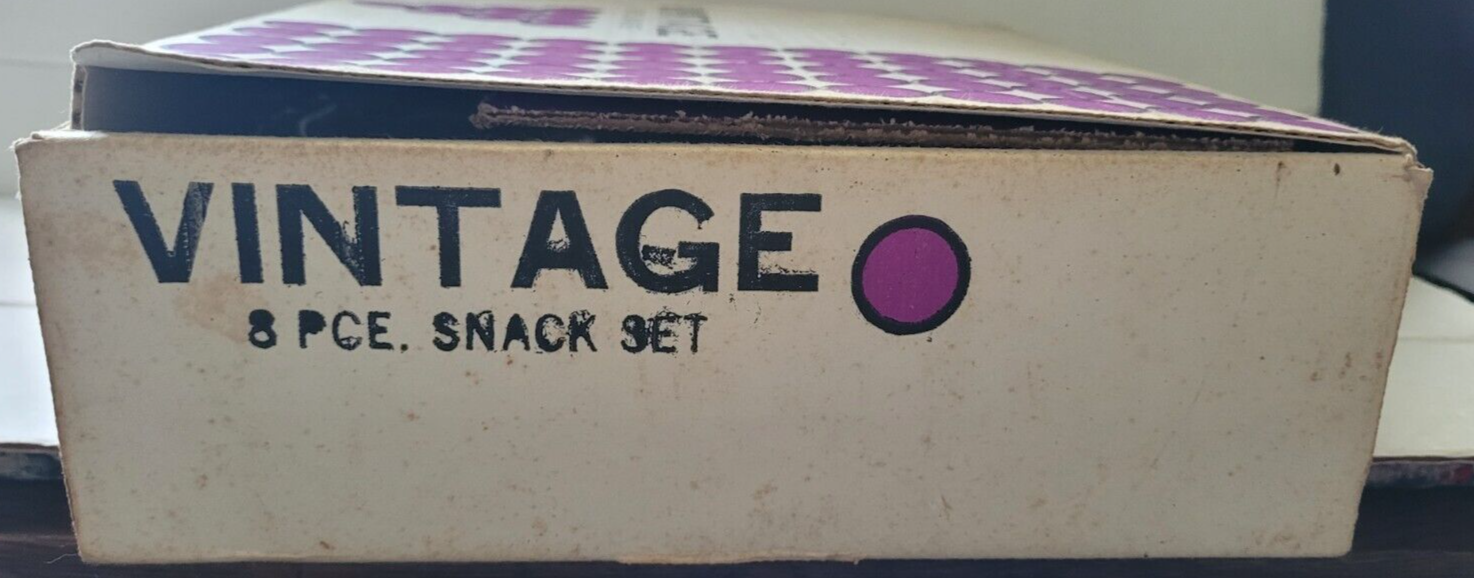 VINTAGE
8 PCE. SNACK SET